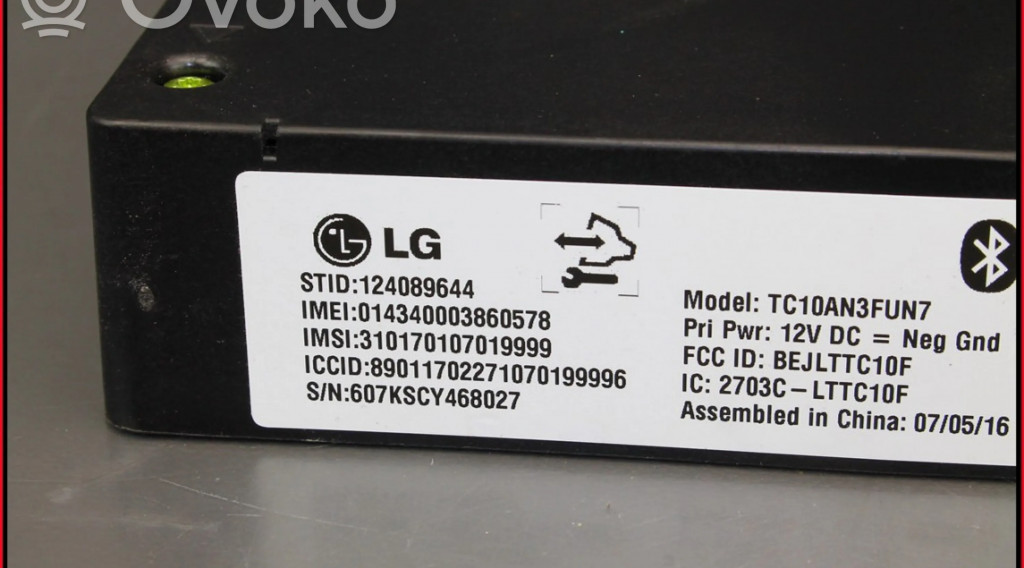 Ovoko
LG
STID:124089644
IMEI:014340003860578
IMSI:310170107019999
ICCID:89011702271070199996
S/N:607KSCY468027
Model: TC10AN3FUN7
Pri Pwr: 12V DC = Neg Gnd
FCC ID: BEJLTTC10F
IC: 2703C-LTTC10F
Assembled in China: 07/05/16